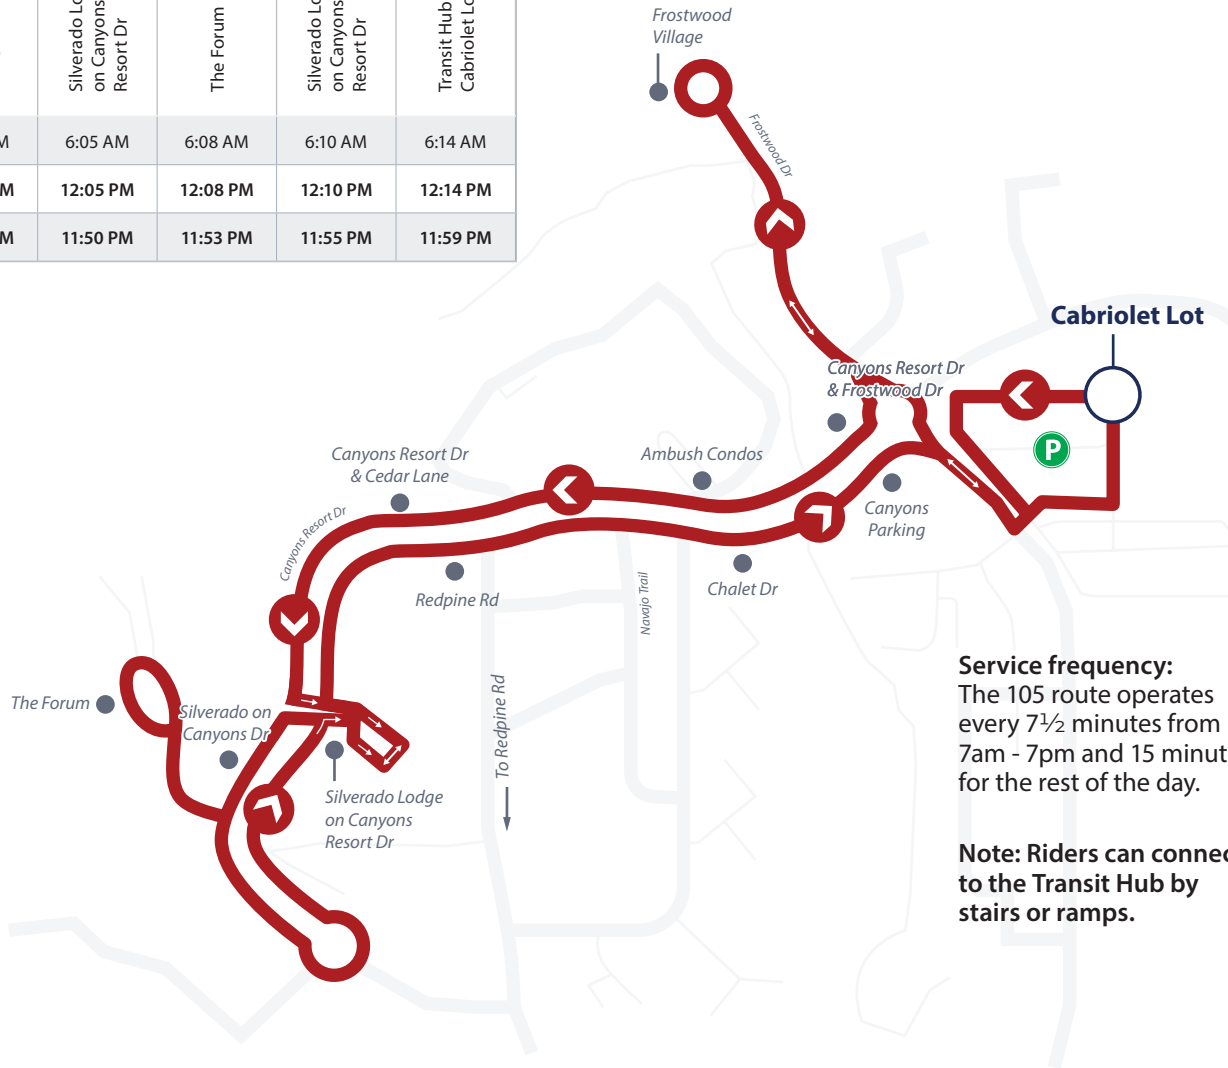 Silverado Lo
on Canyons
Resort Dr
The Forum
Silverado Lo
on Canyons
Resort Dr
Transit Hub
Cabriolet Lo
M
6:05 AM
6:08 AM
6:10 AM
6:14 AM
M
12:05 PM
12:08 PM
12:10 PM
12:14 PM
M
11:50 PM
11:53 PM
11:55 PM
11:59 PM
Frostwood
Village
Frostwood Dr
Cabriolet Lot
P
Canyons Resort Dr
& Frostwood Dr
Canyons Resort Dr
& Cedar Lane
Ambush Condos
Canyons
Parking
Canyons Resort Dr
Redpine Rd
Chalet Dr
Navajo Trail
To Redpine Rd
The Forum
Silverado on
Canyons Dr
Silverado Lodge
on Canyons
Resort Dr
Service frequency:
The 105 route operates
every 7½ minutes from
7am - 7pm and 15 minut
for the rest of the day.
Note: Riders can connec
to the Transit Hub by
stairs or ramps.